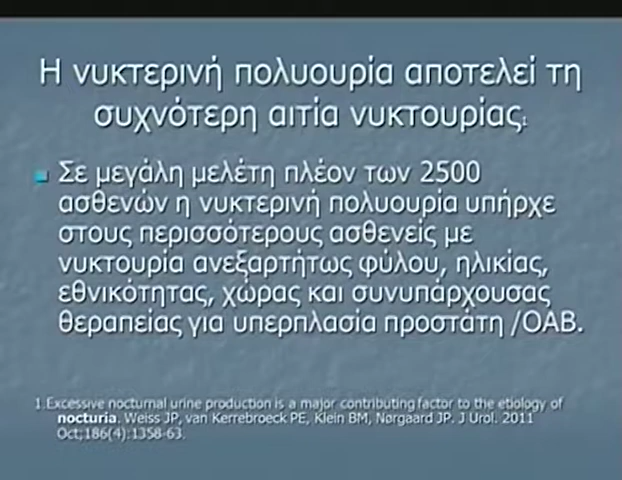 Η νυκτερινή πολυουρία αποτελεί τη
συχνότερη αιτία νυκτουρίας1
Σε μεγάλη μελέτη πλέον των 2500
ασθενών η νυκτερινή πολυουρία υπήρχε
στους περισσότερους ασθενείς με
νυκτουρία ανεξαρτήτως φύλου, ηλικίας,
εθνικότητας, χώρας και συνυπάρχουσας
θεραπείας για υπερπλασία προστάτη /OAB.
1.Excessive nocturnal urine production is a major contributing factor to the etiology of
nocturia. Weiss JP, van Kerrebroeck PE, Klein BM, Nørgaard JP. J Urol. 2011
Oct;186(4):1358-63.